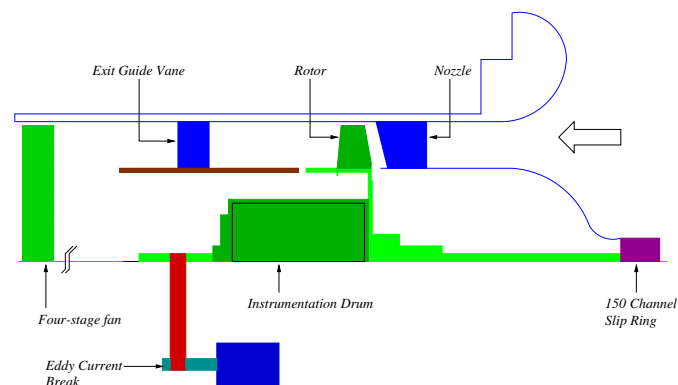 Exit Guide Vane
Rotor
Nozzle
Four-stage fan
Instrumentation Drum
150 Channel
Slip Ring
Eddy Current
Break